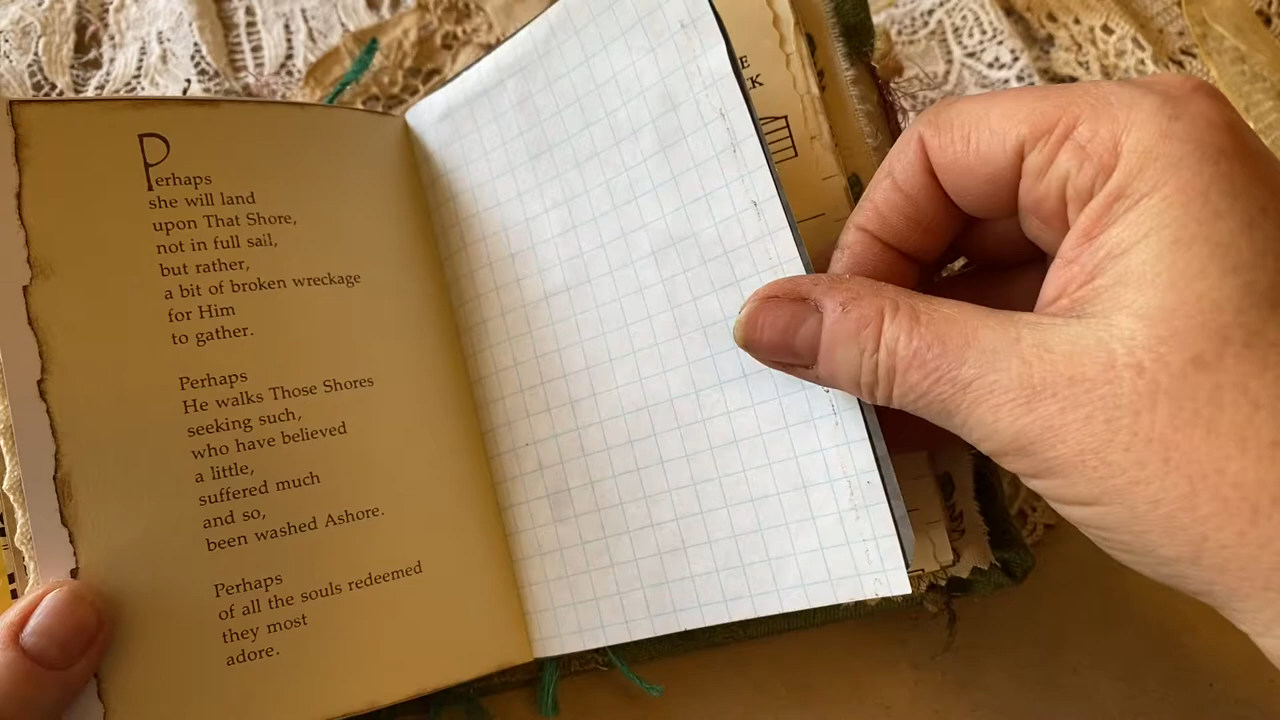 Perhaps
she will land
upon That Shore,
not in full sail,
but rather,
a bit of broken wreckage
for Him
to gather.
Perhaps
He walks Those Shores
seeking such,
who have believed
a little,
suffered much
and so,
been washed Ashore.
Perhaps
of all the souls redeemed
they most
adore.